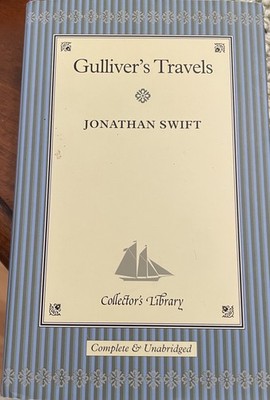 Gulliver's Travels
JONATHAN SWIFT
Collector's Library
Complete & Unabridged